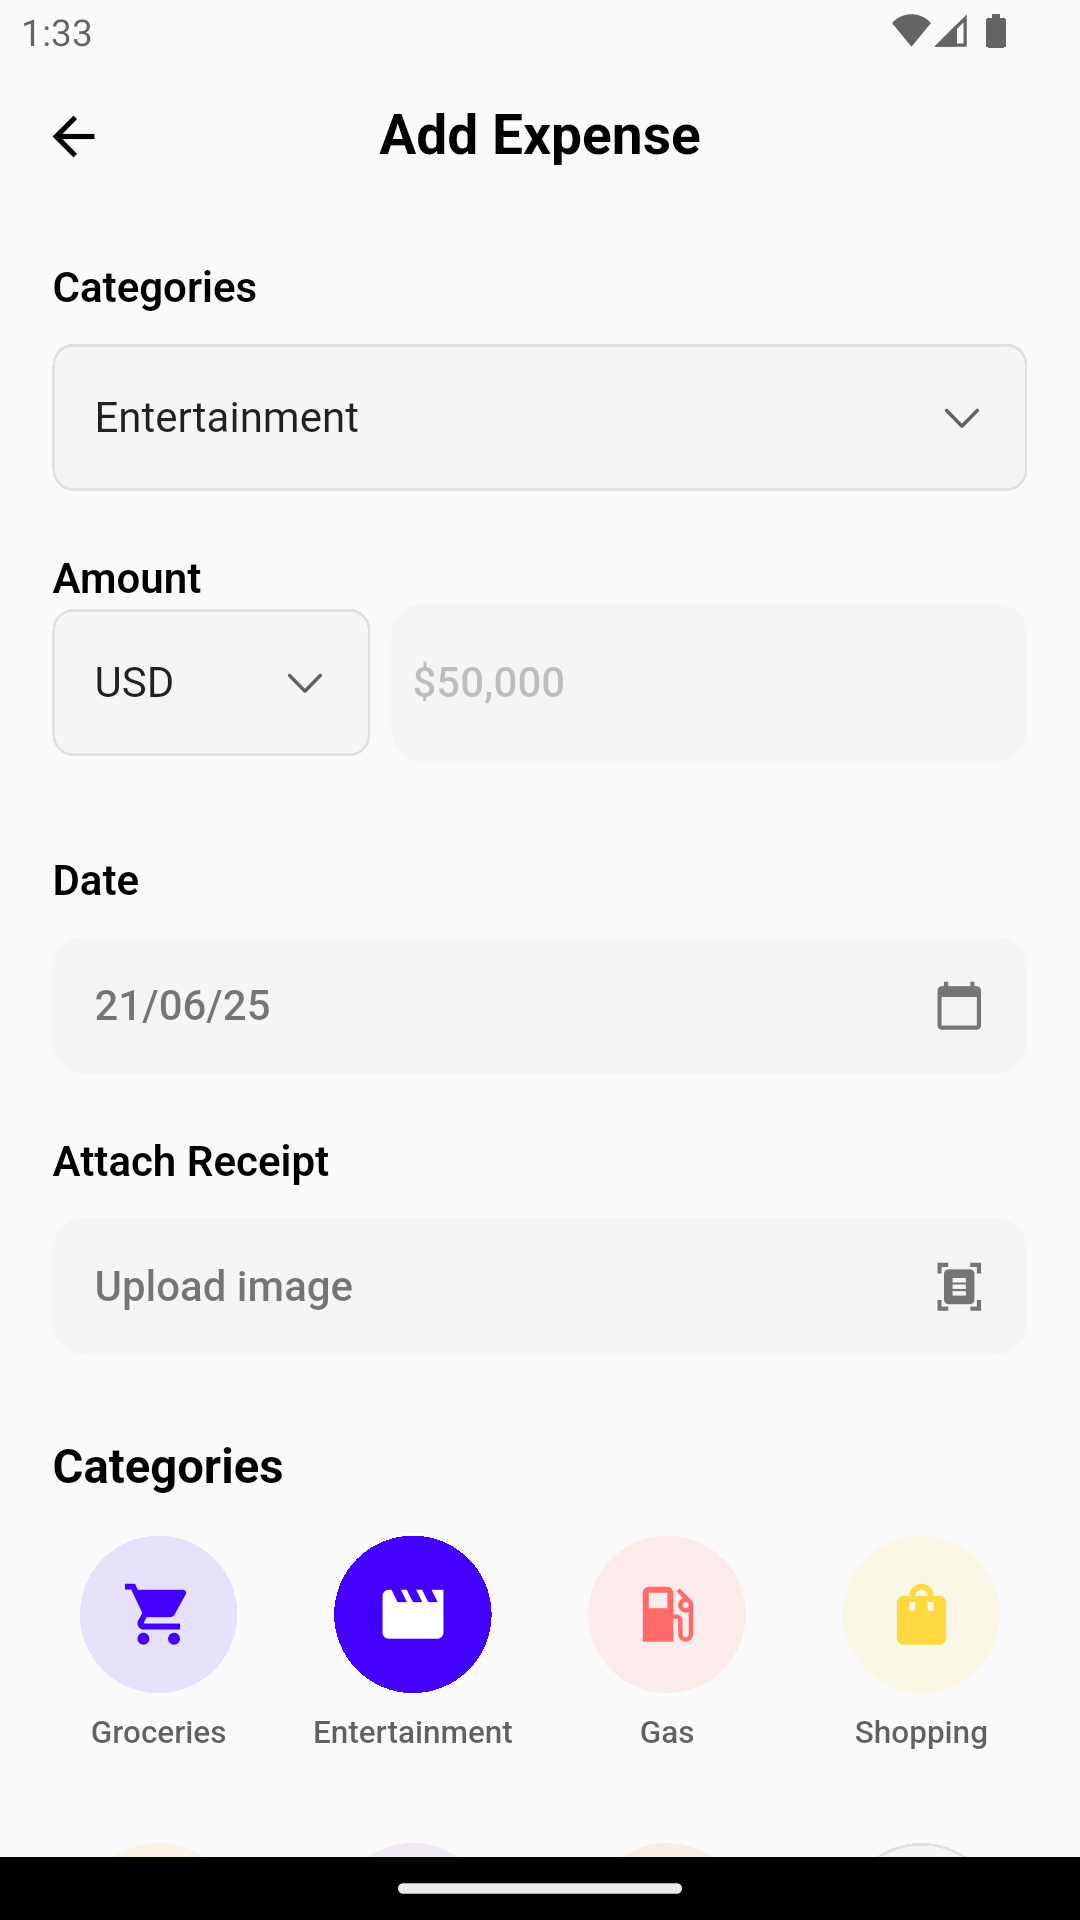 1:33
Add Expense
Categories
Entertainment
Amount
USD
$50,000
Date
21/06/25
Attach Receipt
Upload image
Categories
Groceries
Entertainment
Gas
Shopping